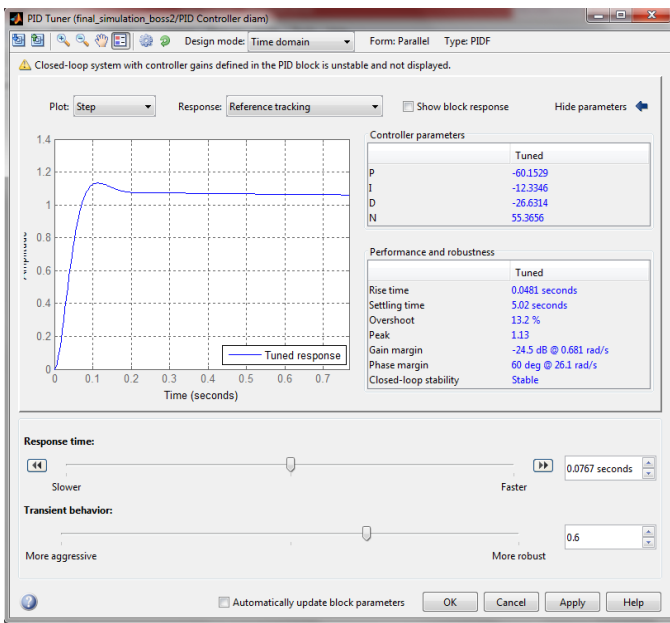 PID Tuner (final_simulation_boss2/PID Controller diam)
Design mode: Time domain Form: Parallel Type: PIDF
Closed-loop system with controller gains defined in the PID block is unstable and not displayed.
Plot: Step Response: Reference tracking Show block response Hide parameters
Controller parameters
Tuned
P -60.1529
I -12.3346
D -26.6314
N 55.3656
Performance and robustness
Tuned
Rise time 0.0481 seconds
Settling time 5.02 seconds
Overshoot 13.2 %
Peak 1.13
Gain margin -24.5 dB @ 0.681 rad/s
Phase margin 60 deg @ 26.1 rad/s
Closed-loop stability Stable
1.4
1.2
1
0.8
0.6
0.4
0.2
0
Amplitude
Tuned response
0 0.1 0.2 0.3 0.4 0.5 0.6 0.7
Time (seconds)
Response time:
0.0767 seconds
Slower Faster
Transient behavior:
0.6
More aggressive More robust
Automatically update block parameters OK Cancel Apply Help